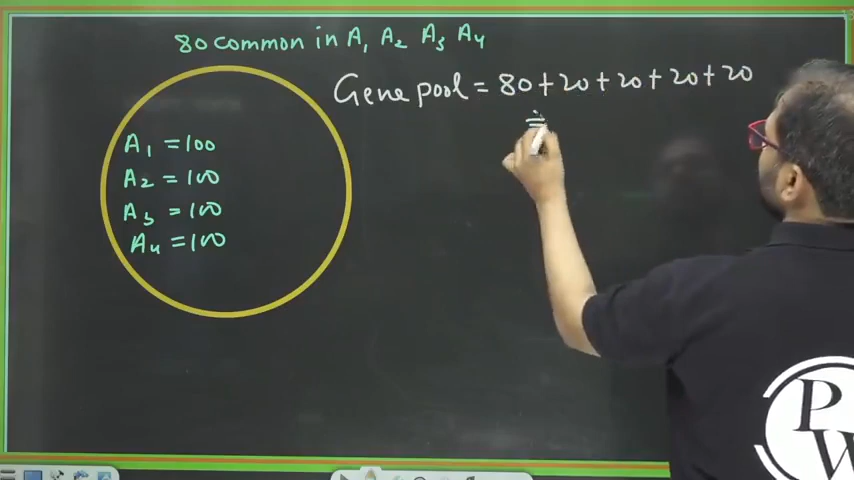 80 common in A₁ A₂ A₃ A₄
Gene pool = 80 + 20 + 20 + 20 + 20
=
A₁ = 100
A₂ = 100
A₃ = 100
A₄ = 100
PW